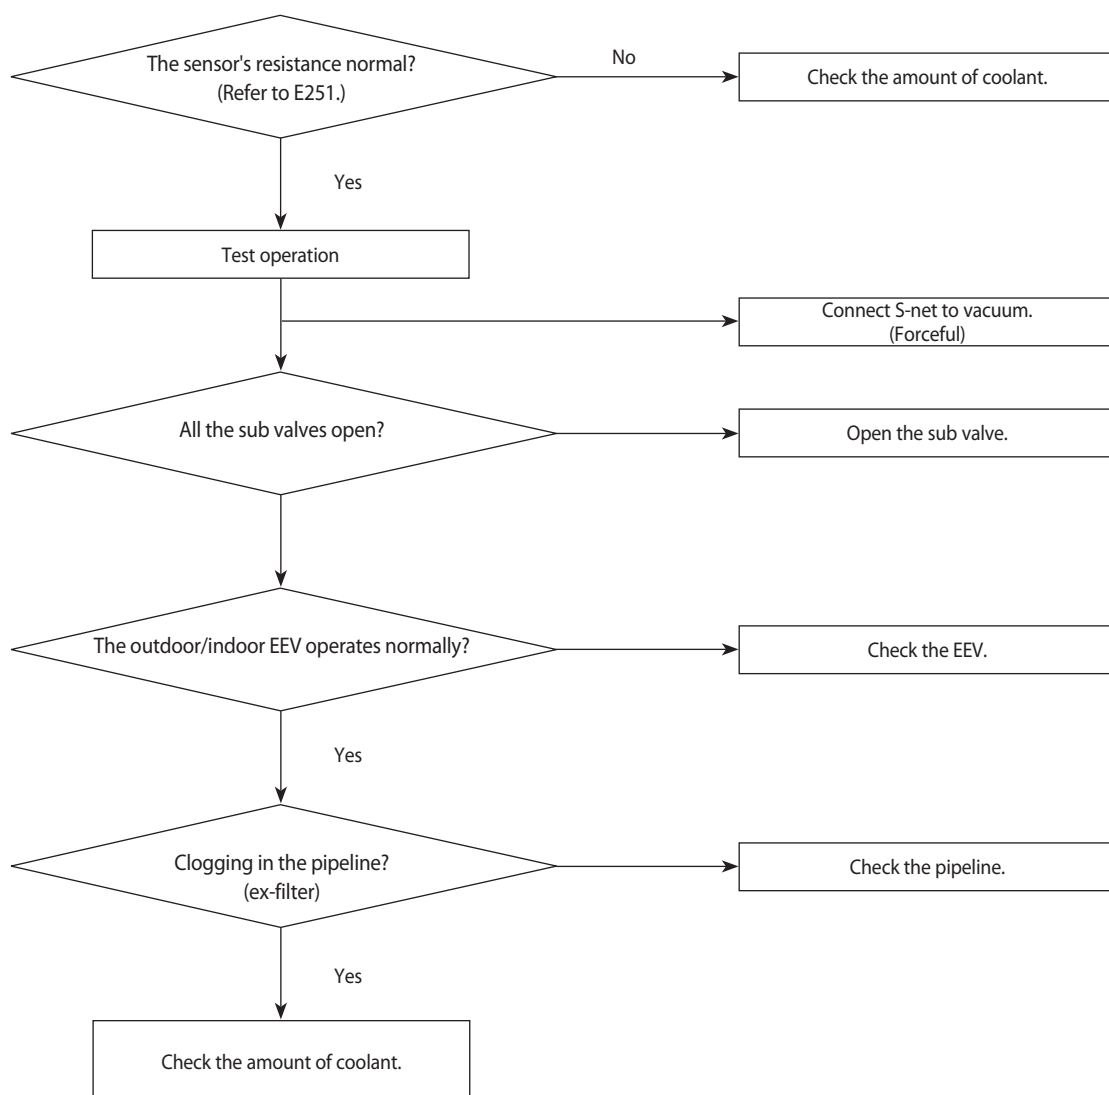 The sensor's resistance normal?
(Refer to E251.)
No
Check the amount of coolant.
Yes
Test operation
Connect S-net to vacuum.
(Forceful)
All the sub valves open?
Open the sub valve.
The outdoor/indoor EEV operates normally?
Check the EEV.
Yes
Clogging in the pipeline?
(ex-filter)
Check the pipeline.
Yes
Check the amount of coolant.